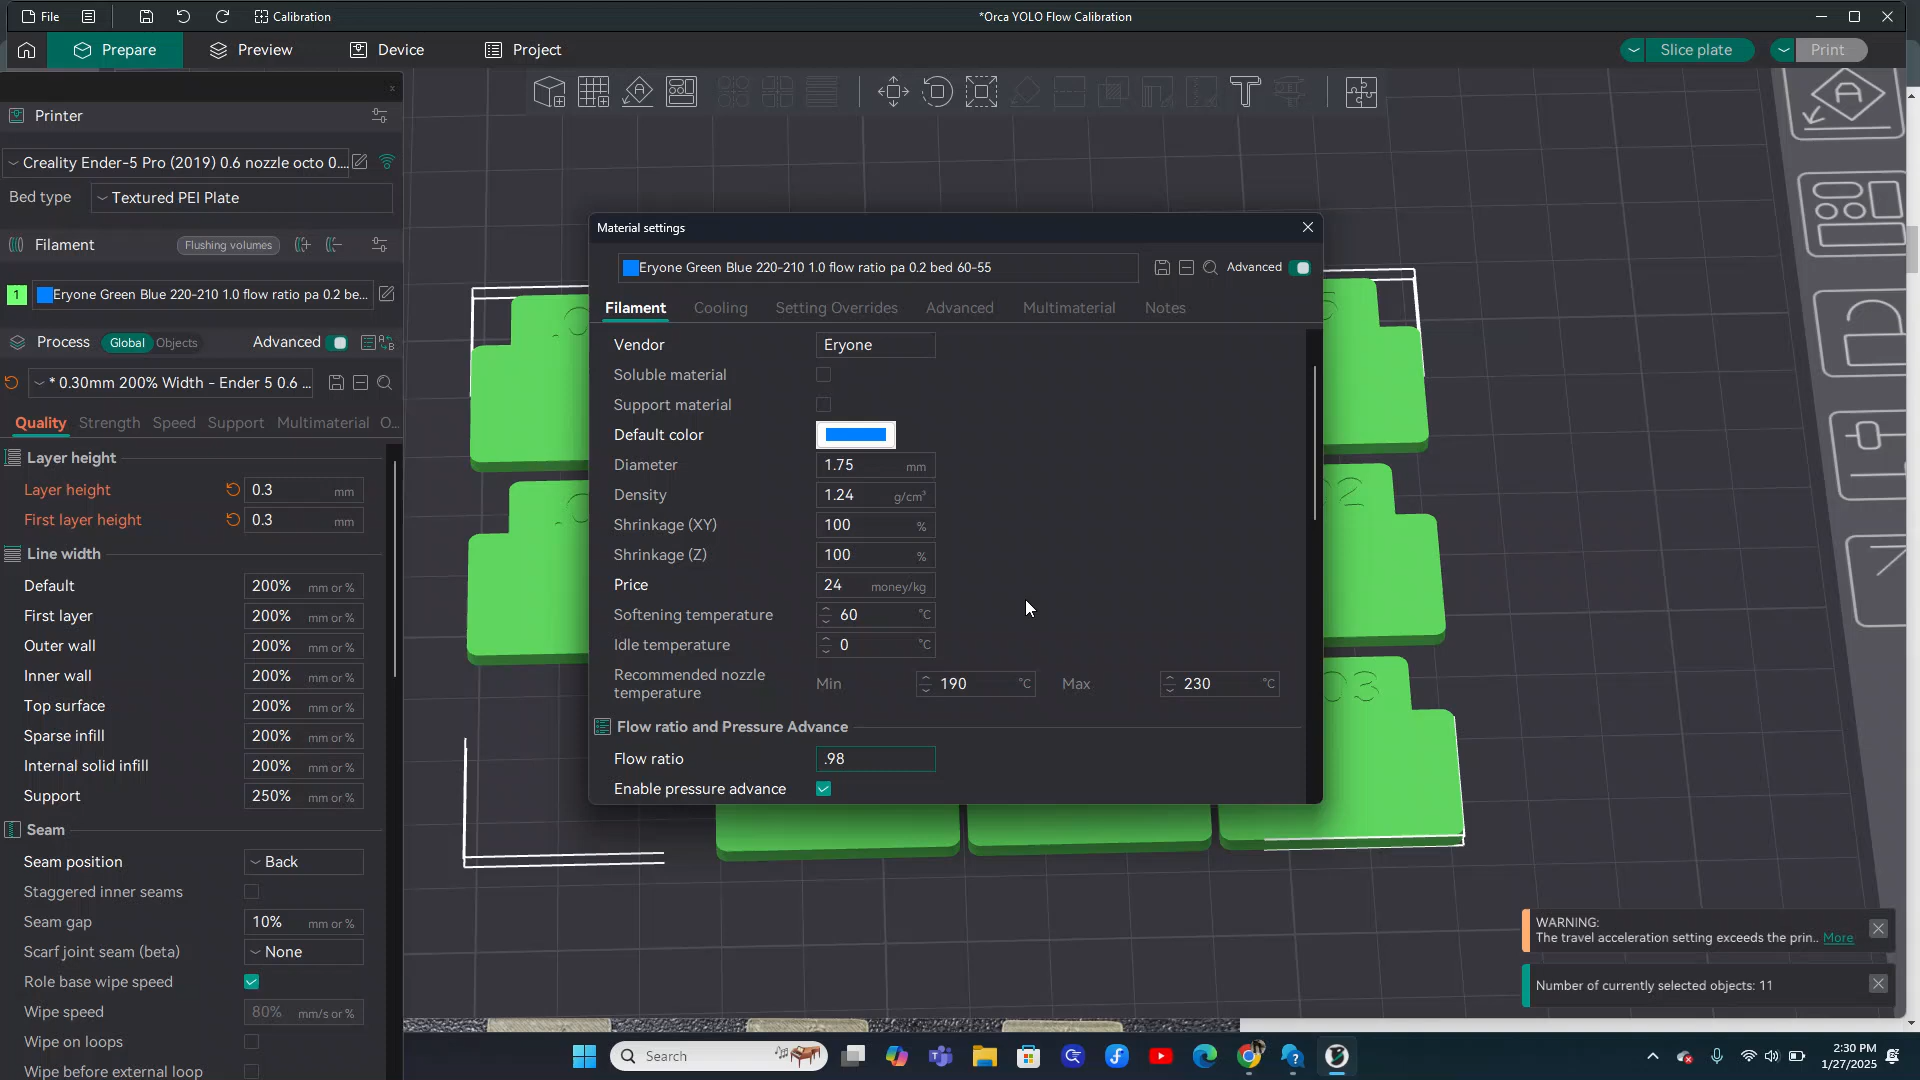 File
Calibration
*Orca YOLO Flow Calibration
Prepare
Preview
Device
Project
Slice plate
Print
Printer
Creality Ender-5 Pro (2019) 0.6 nozzle octo 0....
Bed type
Textured PEI Plate
Filament
Flushing volumes
1
Eryone Green Blue 220-210 1.0 flow ratio pa 0.2 be...
Process
Global
Objects
Advanced
* 0.30mm 200% Width - Ender 5 0.6 ...
Quality
Strength
Speed
Support
Multimaterial
O...
Layer height
Layer height 0.3 mm
First layer height 0.3 mm
Line width
Default 200% mm or %
First layer 200% mm or %
Outer wall 200% mm or %
Inner wall 200% mm or %
Top surface 200% mm or %
Sparse infill 200% mm or %
Internal solid infill 200% mm or %
Support 250% mm or %
Seam
Seam position Back
Staggered inner seams
Seam gap 10% mm or %
Scarf joint seam (beta) None
Role base wipe speed
Wipe speed 80% mm/s or %
Wipe on loops
Wipe before external loop
Material settings
Eryone Green Blue 220-210 1.0 flow ratio pa 0.2 bed 60-55
Advanced
Filament
Cooling
Setting Overrides
Advanced
Multimaterial
Notes
Vendor Eryone
Soluble material
Support material
Default color
Diameter 1.75 mm
Density 1.24 g/cm³
Shrinkage (XY) 100 %
Shrinkage (Z) 100 %
Price 24 money/kg
Softening temperature 60 °C
Idle temperature 0 °C
Recommended nozzle
temperature
Min 190 °C Max 230 °C
Flow ratio and Pressure Advance
Flow ratio .98
Enable pressure advance
A
WARNING:
The travel acceleration setting exceeds the prin.. More
Number of currently selected objects: 11
Search
2:30 PM
1/27/2025